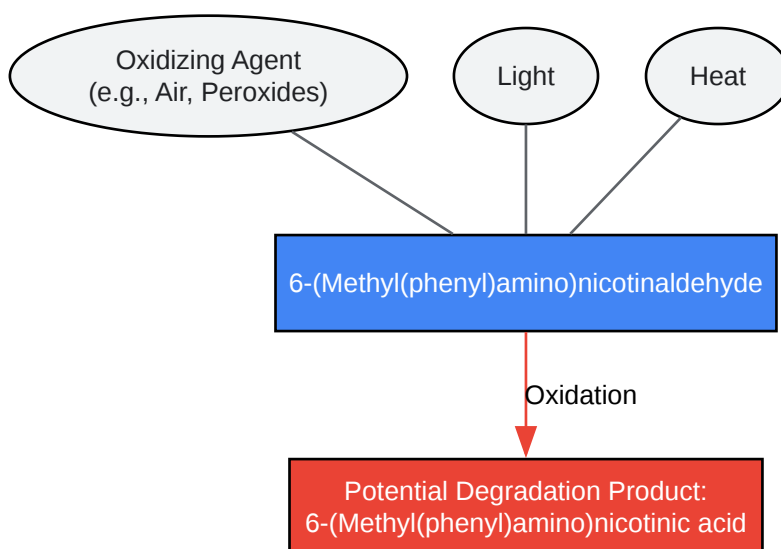 Oxidizing Agent
(e.g., Air, Peroxides)
Light
Heat
6-(Methyl(phenyl)amino)nicotinaldehyde
Oxidation
Potential Degradation Product:
6-(Methyl(phenyl)amino)nicotinic acid